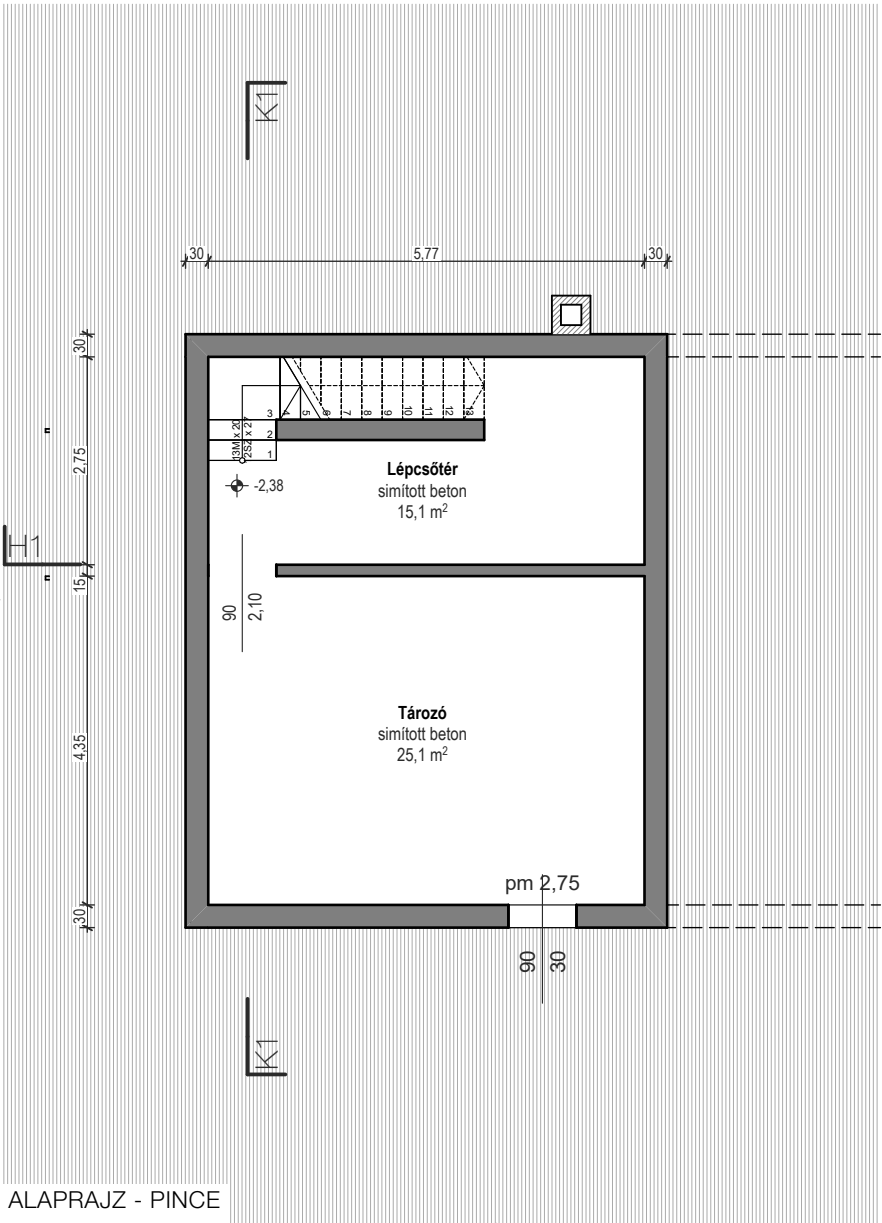 K1
30
5,77
30
30
2,75
15
4,35
30
13M x 20
2SZ x 27
3
2
1
4
5
6
7
8
9
10
11
12
13
-2,38
Lépcsőtér
simított beton
15,1 m²
H1
90
2,10
Tározó
simított beton
25,1 m²
pm 2,75
90
30
K1
ALAPRAJZ - PINCE